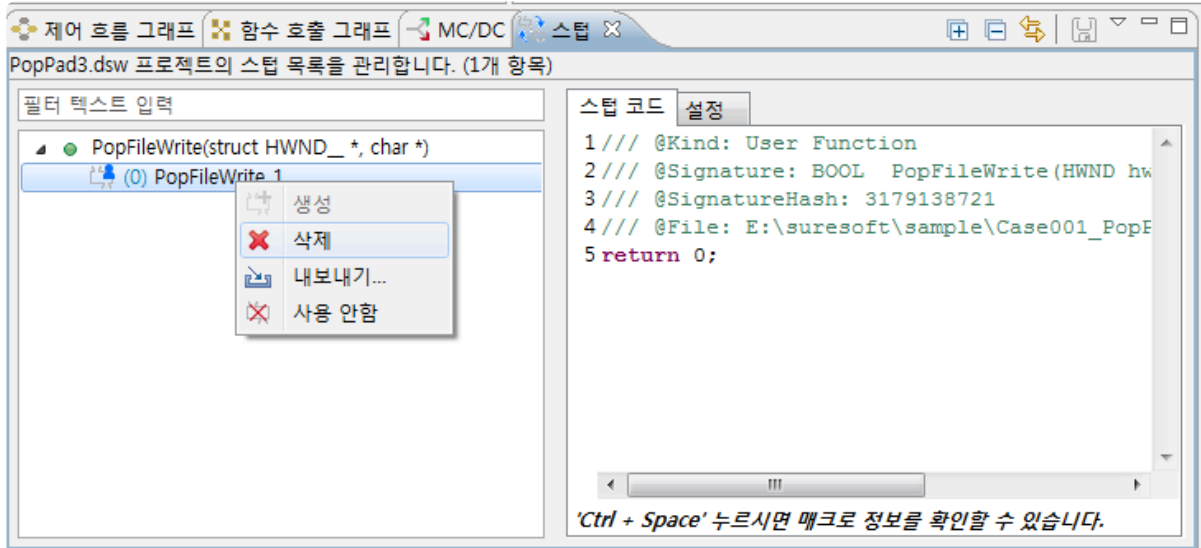 제어 흐름 그래프 함수 호출 그래프 MC/DC 스텁
PopPad3.dsw 프로젝트의 스텁 목록을 관리합니다. (1개 항목)
필터 텍스트 입력
PopFileWrite(struct HWND__ *, char *)
(0) PopFileWrite_1
생성
삭제
내보내기...
사용 안함
스텁 코드 설정
1 /// @Kind: User Function
2 /// @Signature: BOOL  PopFileWrite(HWND hw
3 /// @SignatureHash: 3179138721
4 /// @File: E:\suresoft\sample\Case001_PopP
5 return 0;
'Ctrl + Space' 누르시면 매크로 정보를 확인할 수 있습니다.